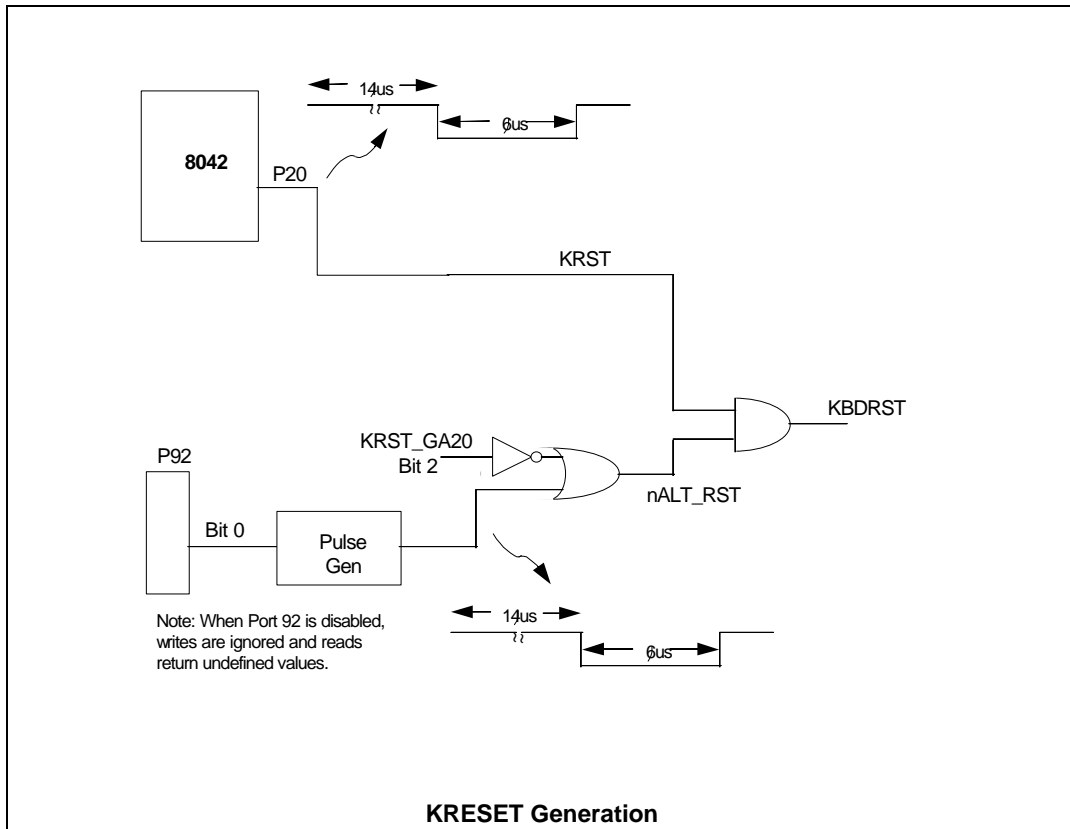 14us
6us
8042
P20
KRST
KBDRST
KRST_GA20
Bit 2
P92
nALT_RST
Bit 0
Pulse
Gen
14us
6us
Note: When Port 92 is disabled,
writes are ignored and reads
return undefined values.
KRESET Generation